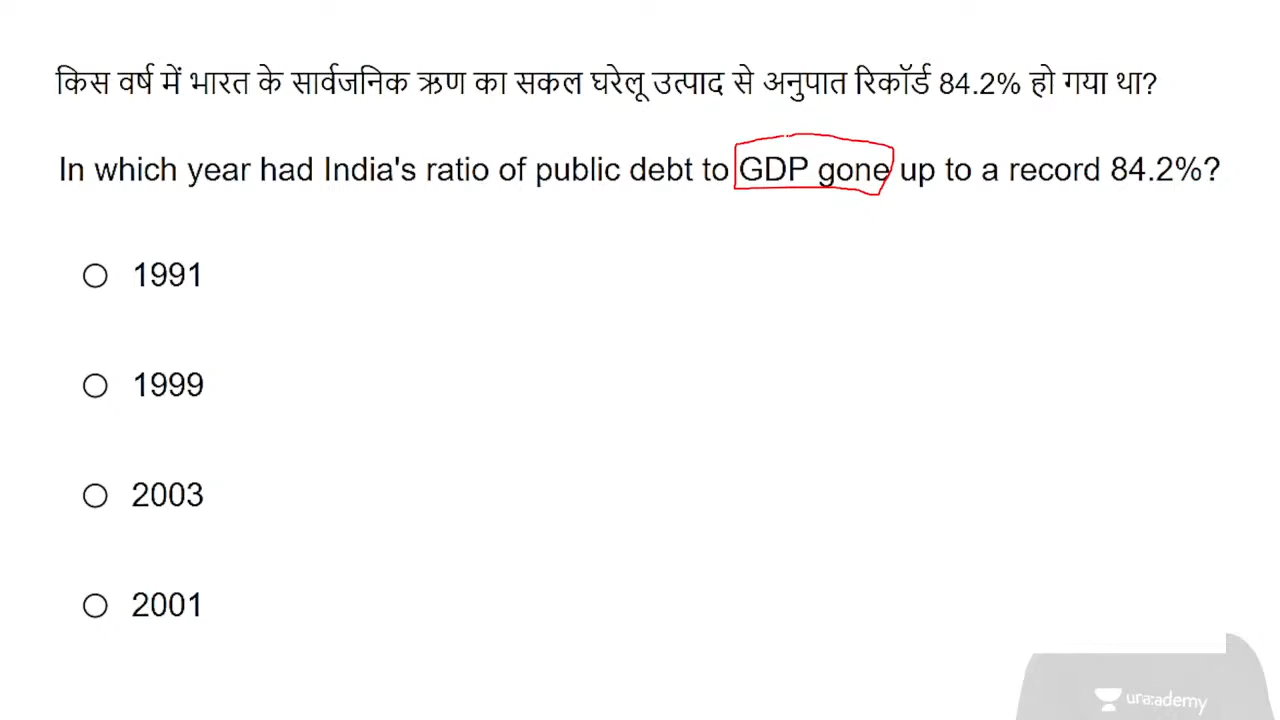 किस वर्ष में भारत के सार्वजनिक ऋण का सकल घरेलू उत्पाद से अनुपात रिकॉर्ड 84.2% हो गया था?
In which year had India's ratio of public debt to GDP gone up to a record 84.2%?
1991
1999
2003
2001